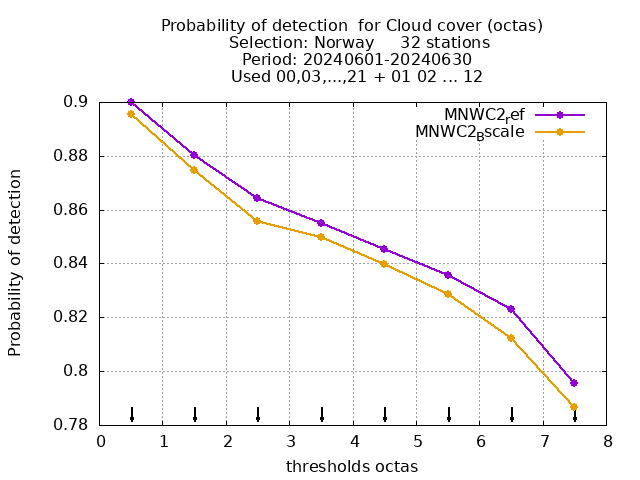 Probability of detection  for Cloud cover (octas)
Selection: Norway     32 stations
Period: 20240601-20240630
Used 00,03,...,21 + 01 02 ... 12
MNWC2ref
MNWC2Bscale
0.9
0.88
0.86
0.84
0.82
0.8
0.78
Probability of detection
0 1 2 3 4 5 6 7 8
thresholds octas